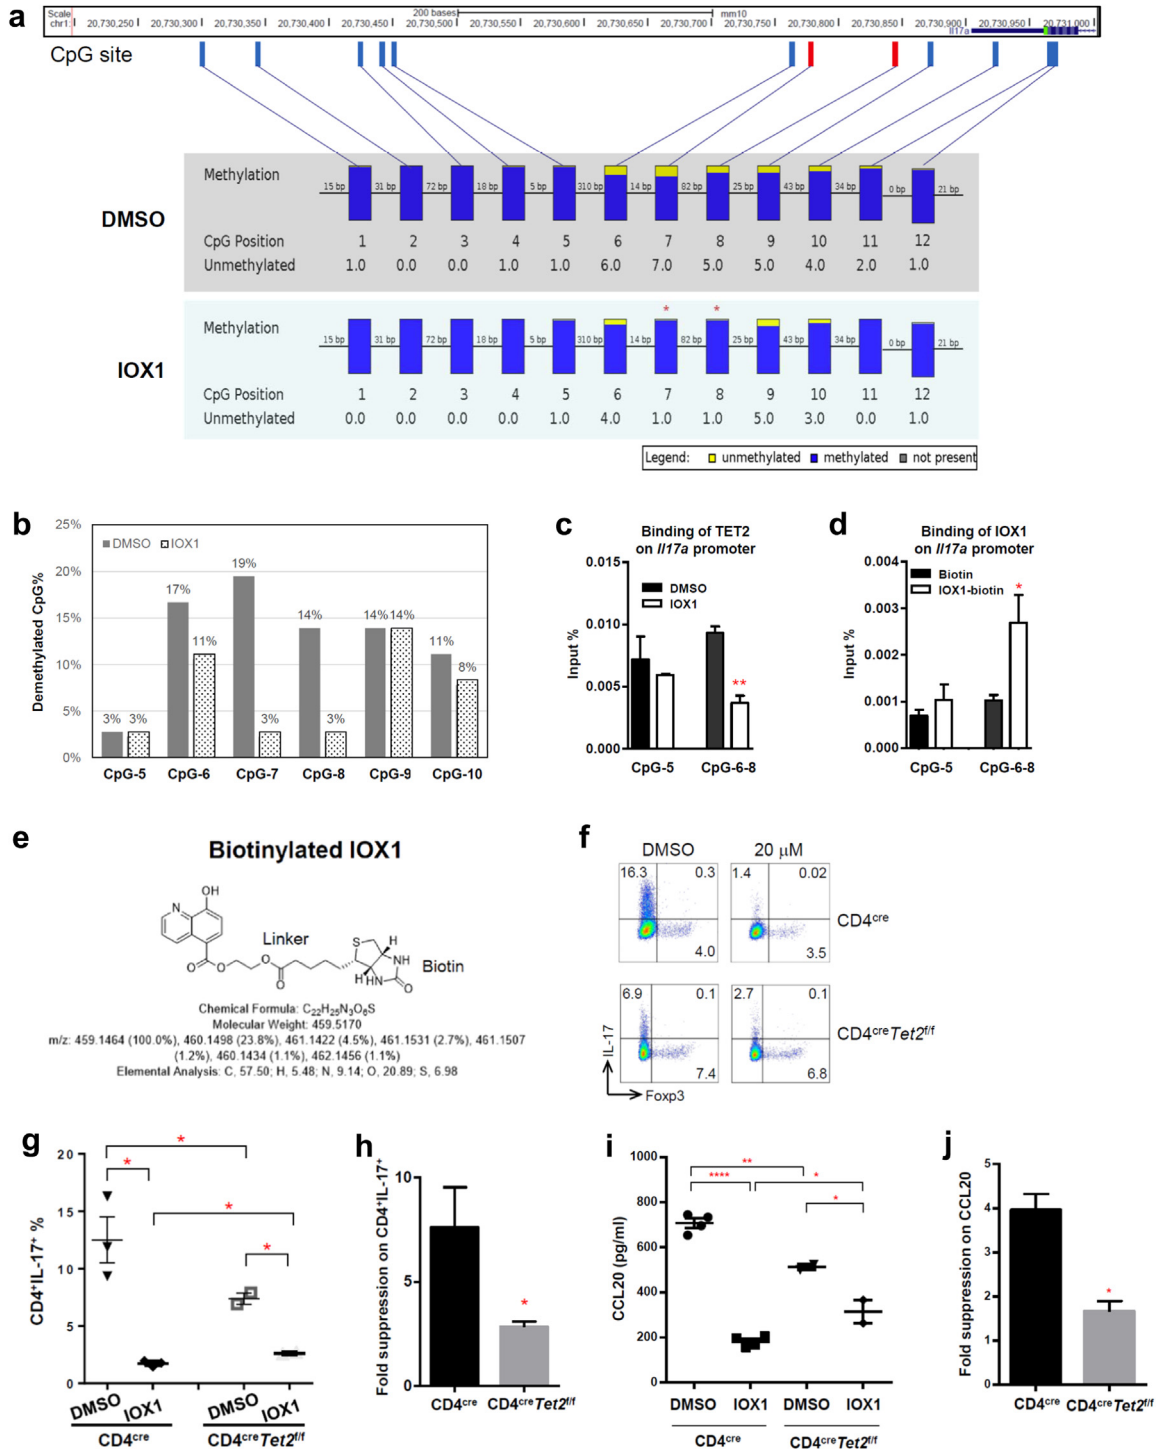 a
Scale
chr1:
200 bases
mm10
20,730,250
20,730,300
20,730,350
20,730,400
20,730,450
20,730,500
20,730,550
20,730,600
20,730,650
20,730,700
20,730,750
20,730,800
20,730,850
20,730,900
20,730,950
20,731,000
Il17a
CpG site
DMSO
Methylation
15 bp 31 bp 72 bp 18 bp 5 bp 310 bp 14 bp 82 bp 25 bp 43 bp 34 bp 0 bp 21 bp
CpG Position 1 2 3 4 5 6 7 8 9 10 11 12
Unmethylated 1.0 0.0 0.0 1.0 1.0 6.0 7.0 5.0 5.0 4.0 2.0 1.0
IOX1
* *
Methylation
15 bp 31 bp 72 bp 18 bp 5 bp 310 bp 14 bp 82 bp 25 bp 43 bp 34 bp 0 bp 21 bp
CpG Position 1 2 3 4 5 6 7 8 9 10 11 12
Unmethylated 0.0 0.0 0.0 0.0 1.0 4.0 1.0 1.0 5.0 3.0 0.0 1.0
Legend: unmethylated methylated not present
b
Demethylated CpG%
25%
20%
15%
10%
5%
0%
DMSO IOX1
3% 3% 17% 11% 19% 3% 14% 3% 14% 14% 11% 8%
CpG-5 CpG-6 CpG-7 CpG-8 CpG-9 CpG-10
c
Binding of TET2
on Il17a promoter
Input %
0.015
0.010
0.005
0.000
DMSO
IOX1
**
CpG-5 CpG-6-8
d
Binding of IOX1
on Il17a promoter
Input %
0.004
0.003
0.002
0.001
0.000
Biotin
IOX1-biotin
*
CpG-5 CpG-6-8
e
Biotinylated IOX1
OH
N
O
O
O
O
Linker
S
H
NH
H
HN
O
Biotin
Chemical Formula: C22H25N3O6S
Molecular Weight: 459.5170
m/z: 459.1464 (100.0%), 460.1498 (23.8%), 461.1422 (4.5%), 461.1531 (2.7%), 461.1507
(1.2%), 460.1434 (1.1%), 462.1456 (1.1%)
Elemental Analysis: C, 57.50; H, 5.48; N, 9.14; O, 20.89; S, 6.98
f
DMSO 20 μM
16.3 0.3 1.4 0.02
4.0 3.5
CD4cre
6.9 0.1 2.7 0.1
7.4 6.8
CD4creTet2f/f
IL-17
Foxp3
g
CD4+IL-17+ %
20
15
10
5
0
* * * *
DMSO IOX1 DMSO IOX1
CD4cre CD4creTet2f/f
h
Fold suppression on CD4+IL-17+
10
5
0
*
CD4cre CD4creTet2f/f
i
CCL20 (pg/ml)
1000
800
600
400
200
0
** **** * *
DMSO IOX1 DMSO IOX1
CD4cre CD4creTet2f/f
j
Fold suppression on CCL20
5
4
3
2
1
0
*
CD4cre CD4creTet2f/f